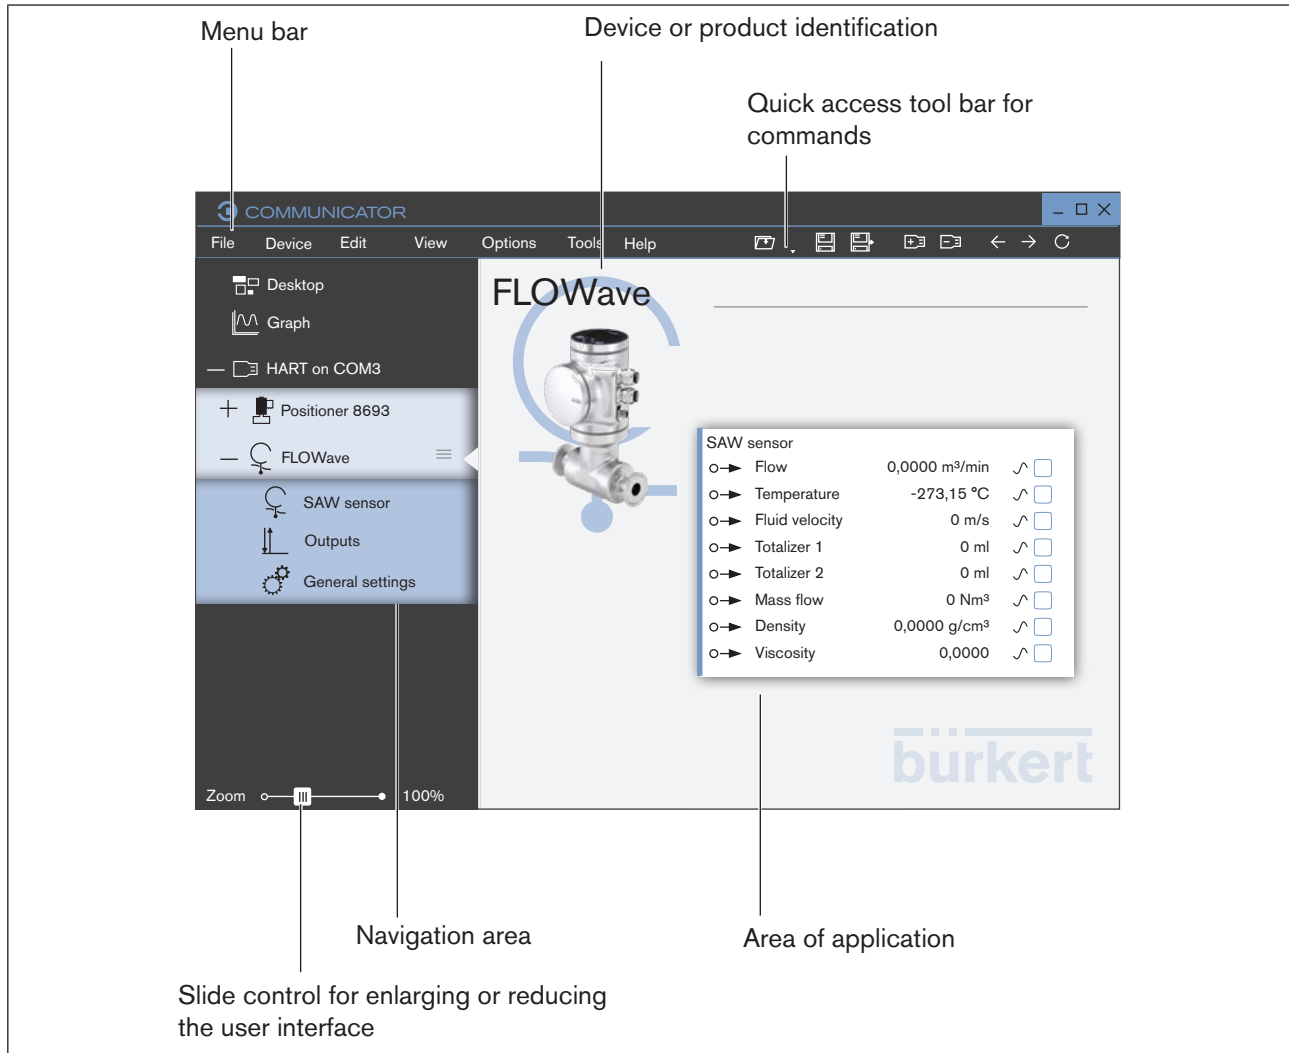 Menu bar
Device or product identification
Quick access tool bar for
commands
COMMUNICATOR
File Device Edit View Options Tools Help
Desktop
Graph
HART on COM3
Positioner 8693
FLOWave
SAW sensor
Outputs
General settings
Zoom 100%
FLOWave
SAW sensor
Flow 0,0000 m³/min
Temperature -273,15 °C
Fluid velocity 0 m/s
Totalizer 1 0 ml
Totalizer 2 0 ml
Mass flow 0 Nm³
Density 0,0000 g/cm³
Viscosity 0,0000
burkert
Navigation area
Area of application
Slide control for enlarging or reducing
the user interface